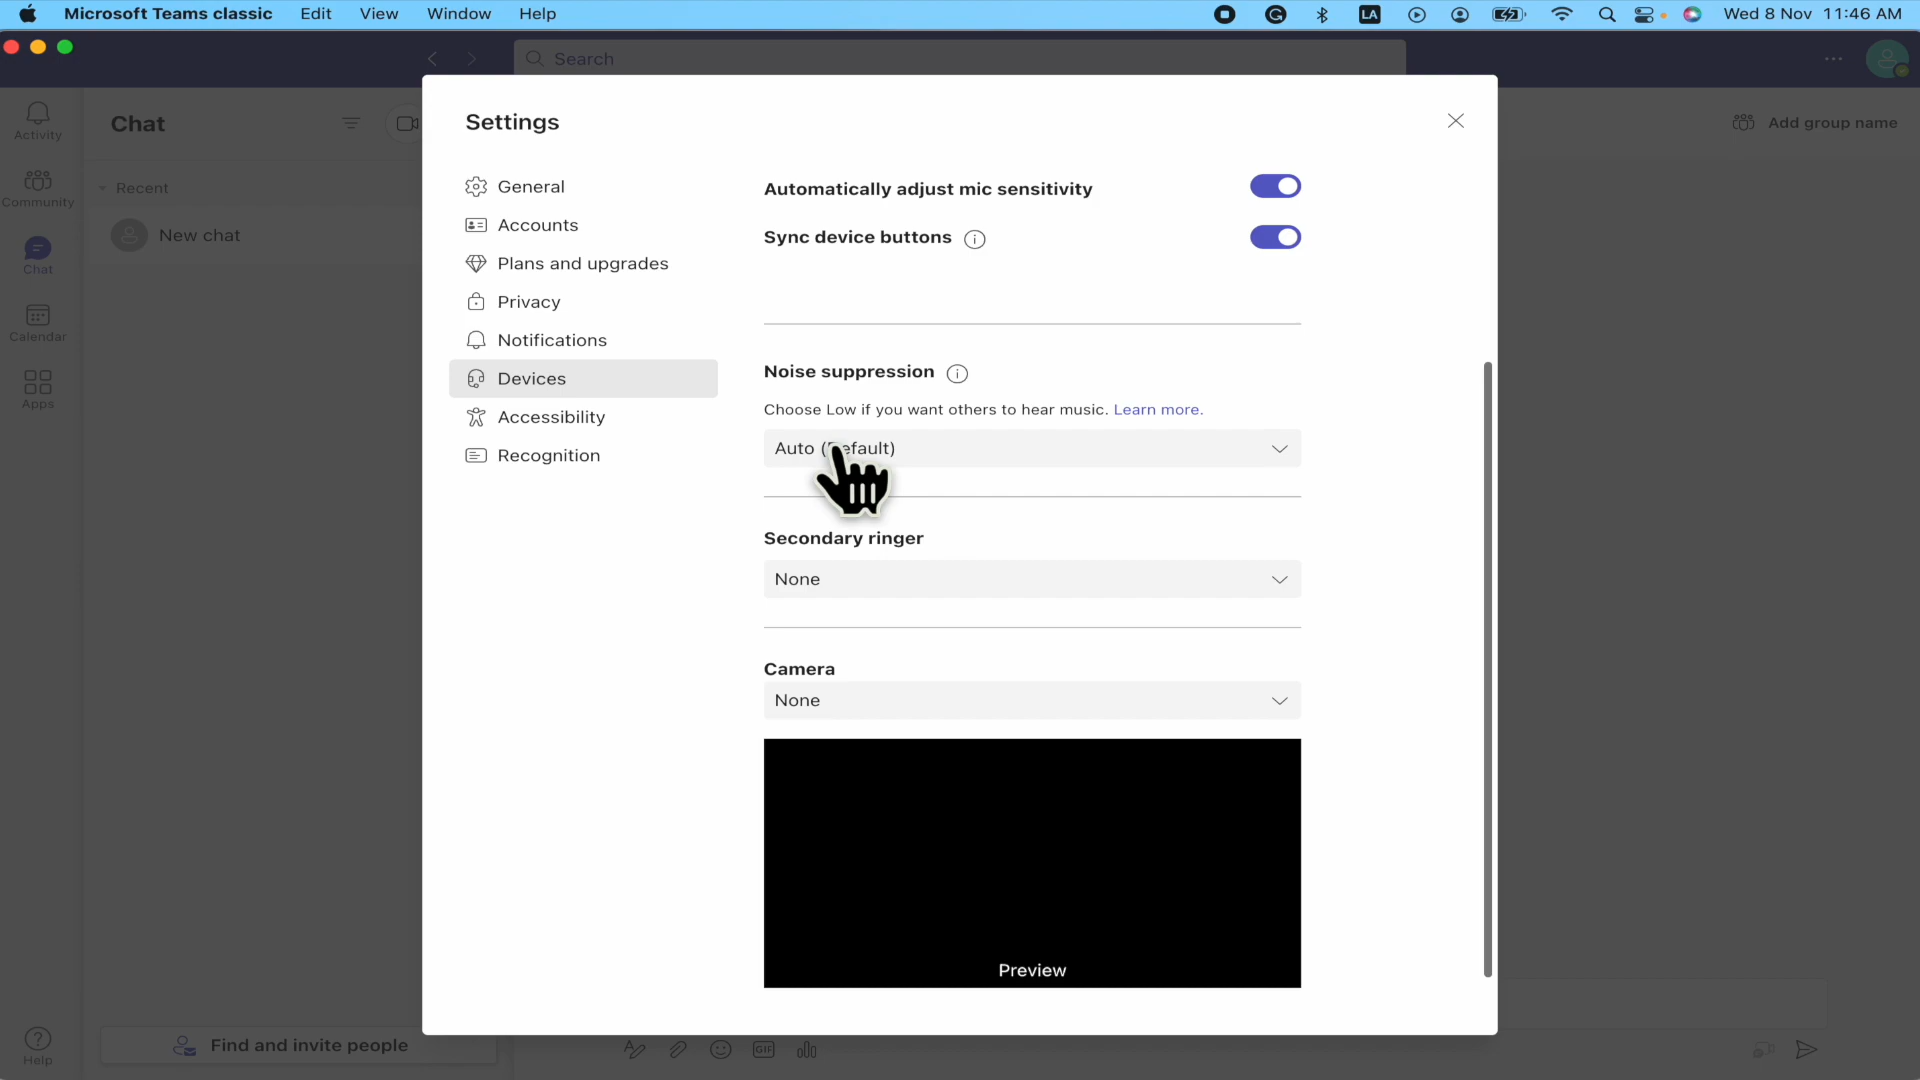 Microsoft Teams classic Edit View Window Help LA Wed 8 Nov 11:46 AM
Search
Activity
Community
Chat
Calendar
Apps
Help
Chat
Recent
New chat
Find and invite people
Add group name
Settings
General
Accounts
Plans and upgrades
Privacy
Notifications
Devices
Accessibility
Recognition
Automatically adjust mic sensitivity
Sync device buttons
Noise suppression
Choose Low if you want others to hear music. Learn more.
Auto (Default)
Secondary ringer
None
Camera
None
Preview
GIF